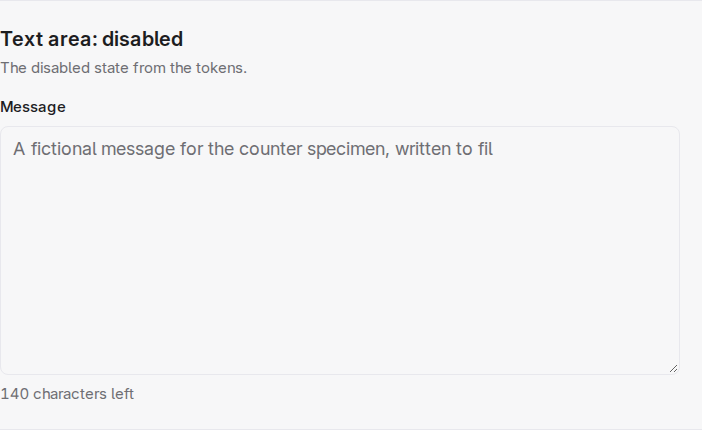 Text area: disabled
The disabled state from the tokens.
Message
A fictional message for the counter specimen, written to fil
140 characters left